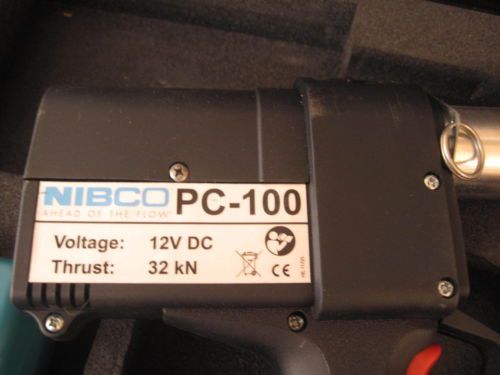 NIBCO PC-100
AHEAD OF THE FLOW
Voltage: 12V DC
Thrust: 32 kN
CE